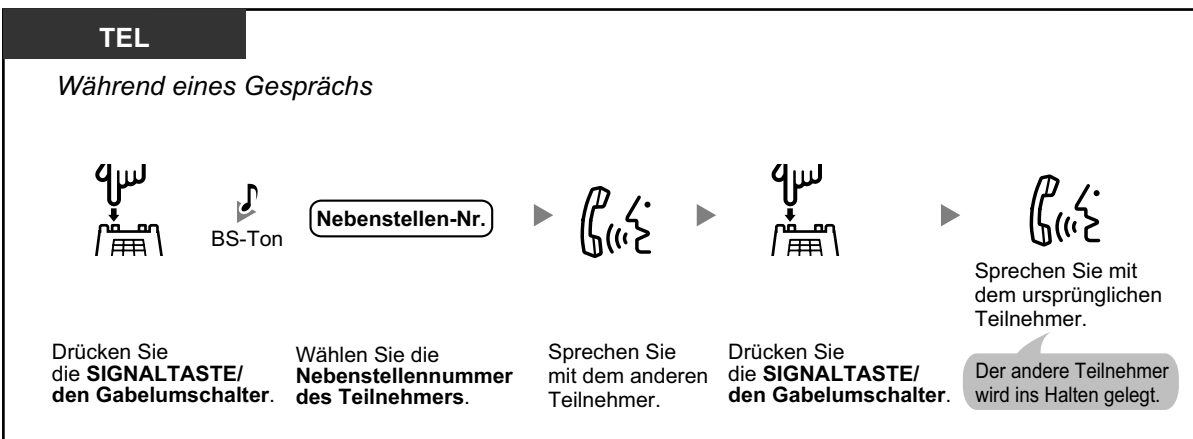 TEL
Während eines Gesprächs
BS-Ton
Nebenstellen-Nr.
Drücken Sie
die SIGNALTASTE/
den Gabelumschalter.
Wählen Sie die
Nebenstellennummer
des Teilnehmers.
Sprechen Sie
mit dem anderen
Teilnehmer.
Drücken Sie
die SIGNALTASTE/
den Gabelumschalter.
Sprechen Sie mit
dem ursprünglichen
Teilnehmer.
Der andere Teilnehmer
wird ins Halten gelegt.